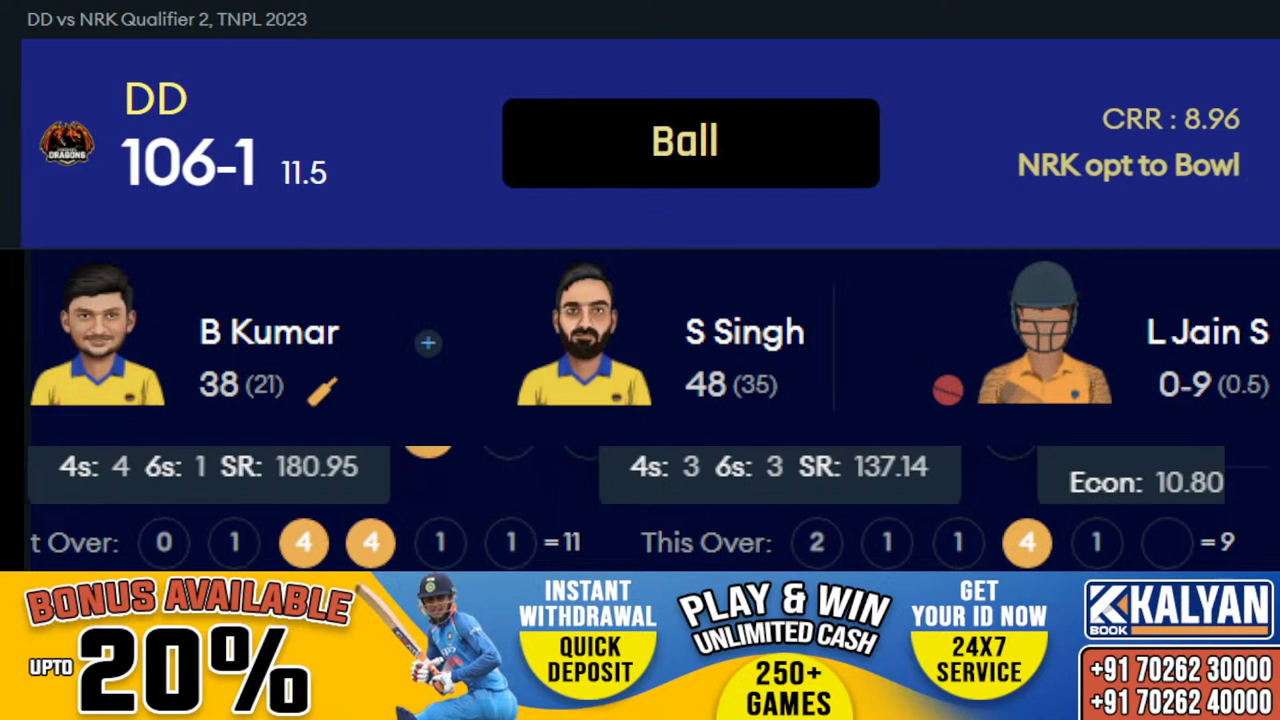 DD vs NRK Qualifier 2, TNPL 2023
DD
106-1 11.5
DRAGONS
Ball
CRR : 8.96
NRK opt to Bowl
B Kumar
38 (21)
+
S Singh
48 (35)
L Jain S
0-9 (0.5)
4s: 4 6s: 1 SR: 180.95
4s: 3 6s: 3 SR: 137.14
Econ: 10.80
t Over: 0 1 4 4 1 1 = 11
This Over: 2 1 1 4 1 = 9
BONUS AVAILABLE
UPTO 20%
INSTANT
WITHDRAWAL
QUICK
DEPOSIT
PLAY & WIN
UNLIMITED CASH
250+
GAMES
GET
YOUR ID NOW
24X7
SERVICE
KALYAN
BOOK
+91 70262 30000
+91 70262 40000